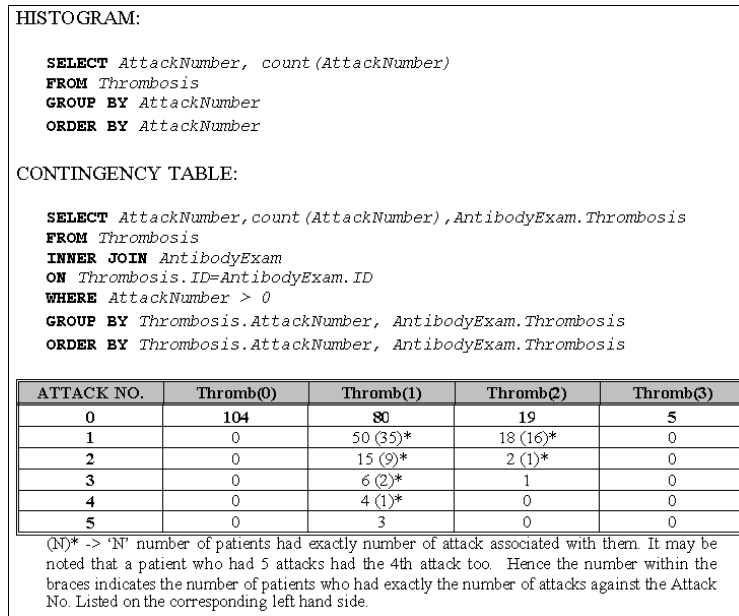 HISTOGRAM:
SELECT AttackNumber, count(AttackNumber)
FROM Thrombosis
GROUP BY AttackNumber
ORDER BY AttackNumber
CONTINGENCY TABLE:
SELECT AttackNumber,count(AttackNumber),AntibodyExam.Thrombosis
FROM Thrombosis
INNER JOIN AntibodyExam
ON Thrombosis.ID=AntibodyExam.ID
WHERE AttackNumber > 0
GROUP BY Thrombosis.AttackNumber, AntibodyExam.Thrombosis
ORDER BY Thrombosis.AttackNumber, AntibodyExam.Thrombosis
ATTACK NO. Thromb(0) Thromb(1) Thromb(2) Thromb(3)
0 104 80 19 5
1 0 50 (35)* 18 (16)* 0
2 0 15 (9)* 2 (1)* 0
3 0 6 (2)* 1 0
4 0 4 (1)* 0 0
5 0 3 0 0
(N)* -> ‘N’ number of patients had exactly number of attack associated with them. It may be
noted that a patient who had 5 attacks had the 4th attack too. Hence the number within the
braces indicates the number of patients who had exactly the number of attacks against the Attack
No. Listed on the corresponding left hand side.